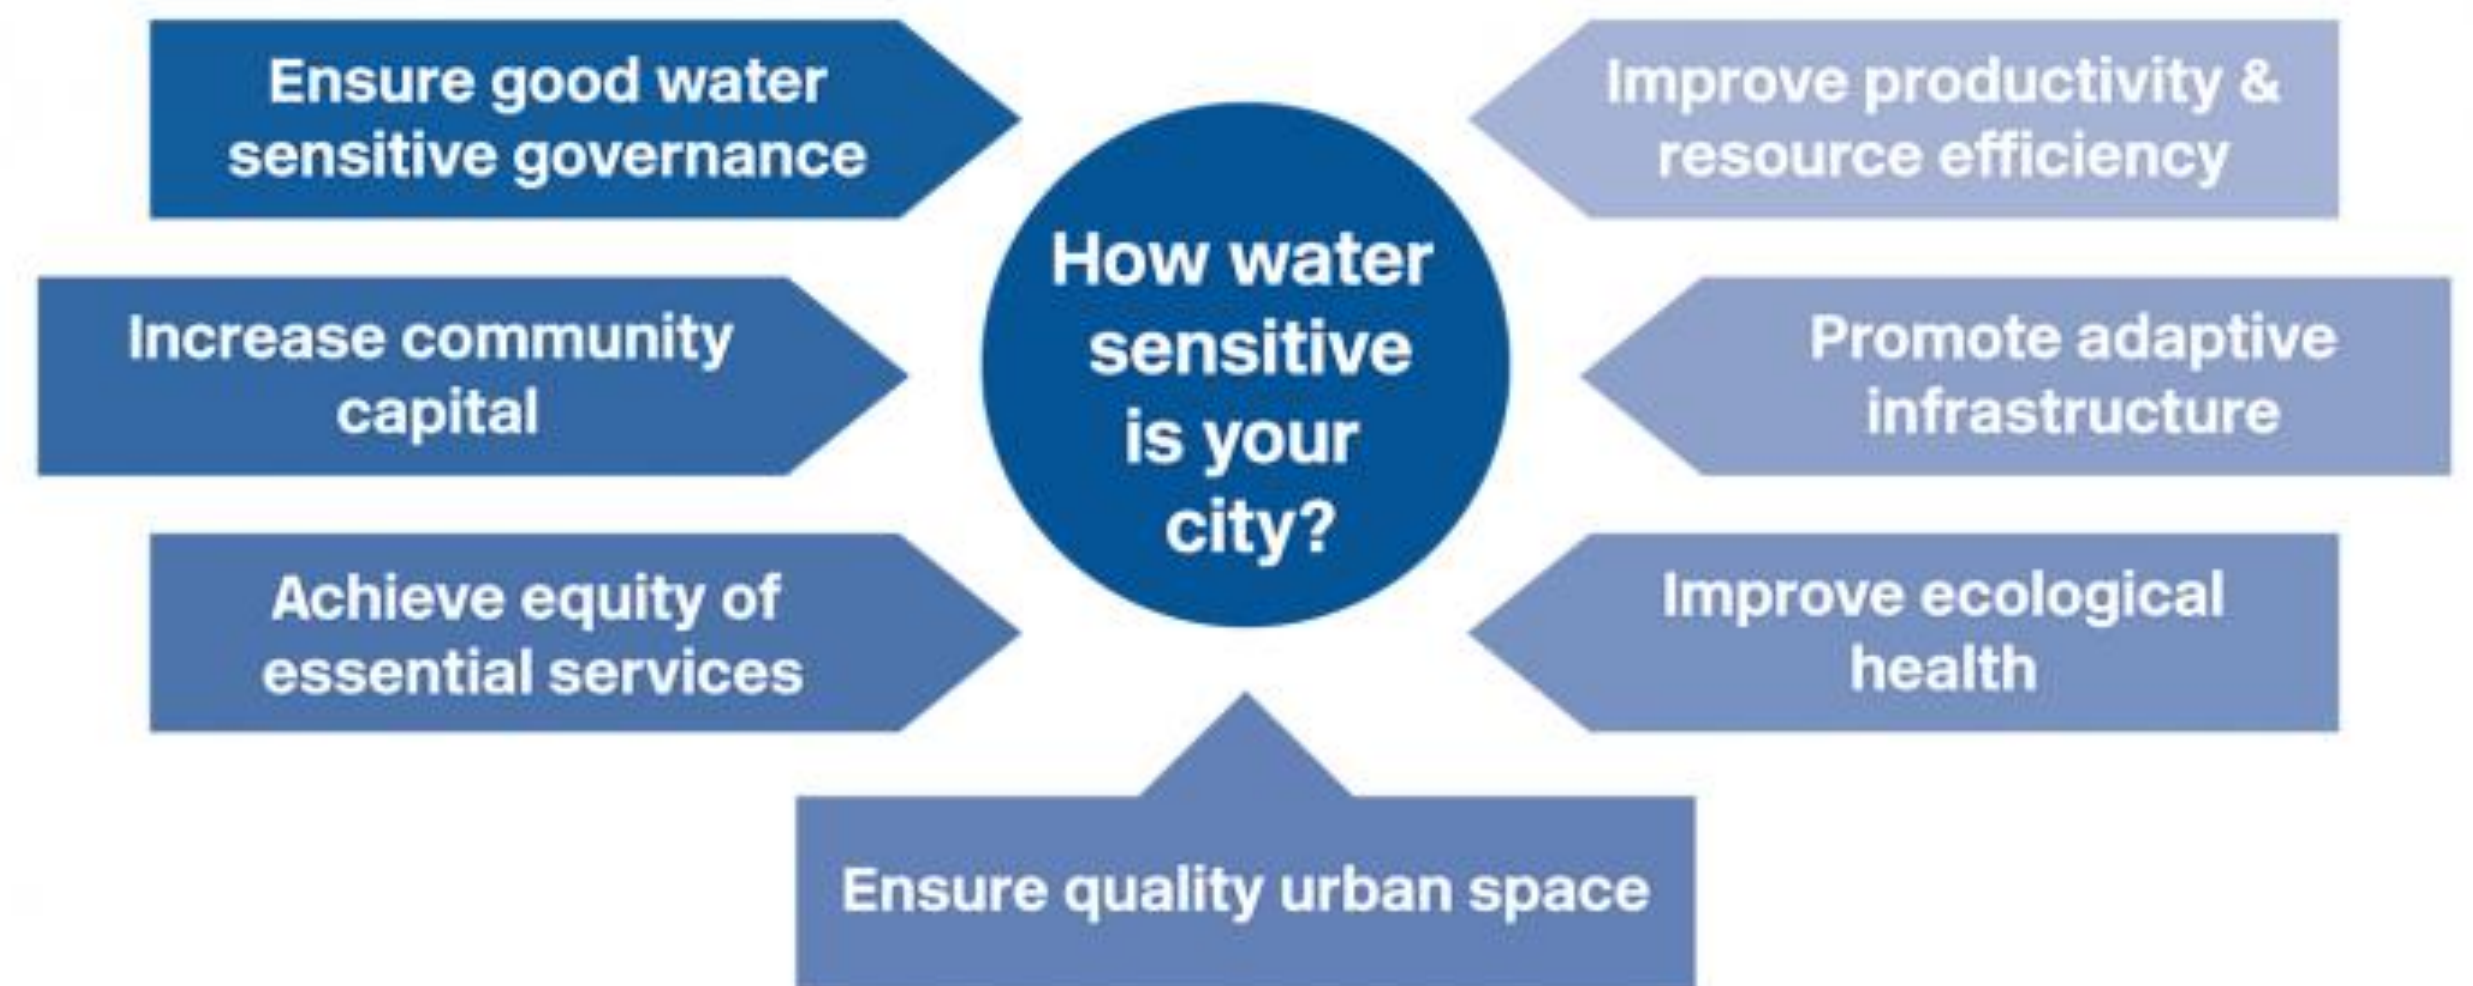 Ensure good water
sensitive governance
Increase community
capital
Achieve equity of
essential services
How water
sensitive
is your
city?
Ensure quality urban space
Improve productivity &
resource efficiency
Promote adaptive
infrastructure
Improve ecological
health